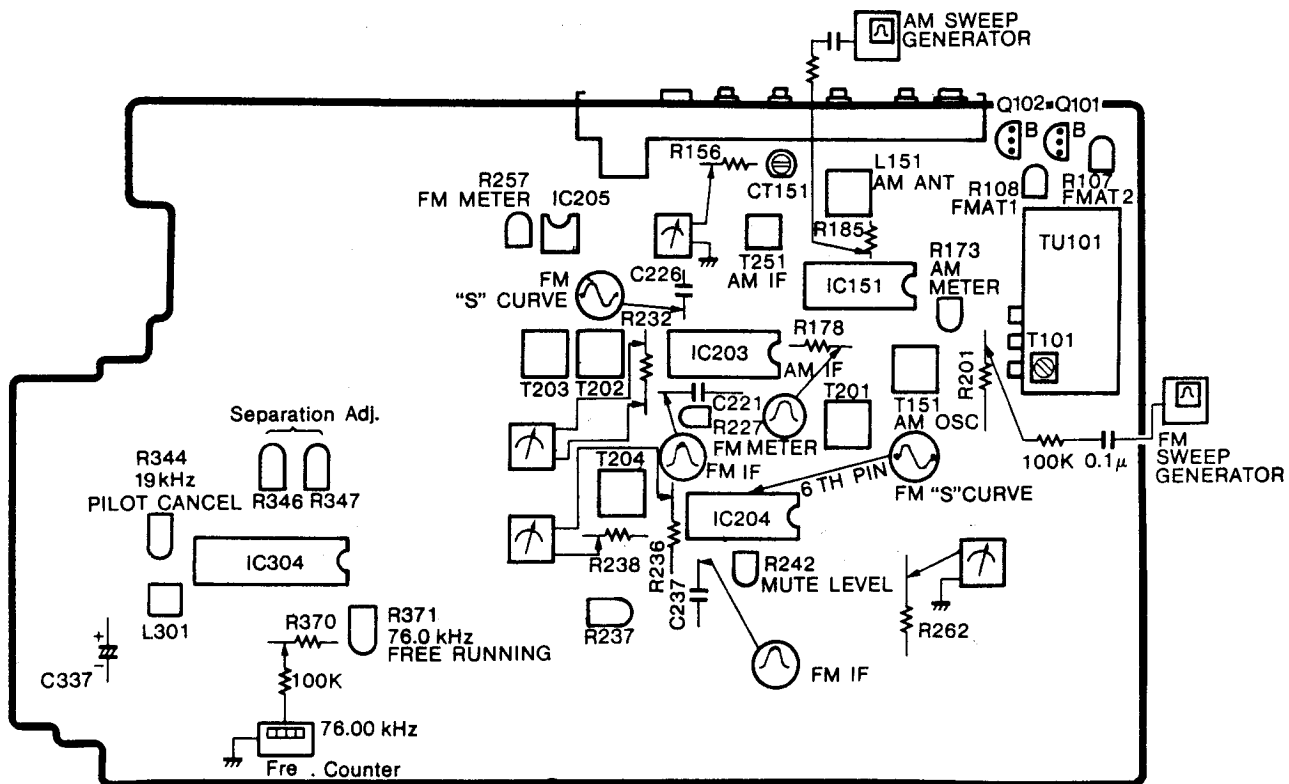 AM SWEEP
GENERATOR
Q102
Q101
B
B
R156
CT151
L151
AM ANT
R108
FMAT1
R107
FMAT2
R257
FM METER
IC205
R185
TU101
T251
AM IF
R173
AM
METER
IC151
FM
"S" CURVE
C226
R232
IC203
R178
AM IF
T101
R201
T203
T202
C221
R227
FM METER
T201
T151
AM OSC
FM
SWEEP
GENERATOR
100K
0.1μ
Separation Adj.
R344
19kHz
PILOT CANCEL
R346
R347
T204
FM IF
6 TH PIN
FM "S" CURVE
IC204
IC304
R238
R236
R242
MUTE LEVEL
C237
R237
R262
L301
R370
R371
76.0 kHz
FREE RUNNING
FM IF
+
-
C337
100K
76.00 kHz
Fre . Counter